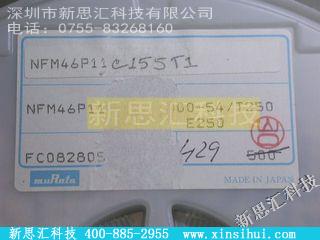 深圳市新思汇科技有限公司
电话：0755-83268160
NFM46P11C155T1
NFM46P11 00-54/T250
E250
新思汇科技
合
FC082805 429 500
muRata MADE IN JAPAN
新思汇科技 400-885-2955 www.xinsihui.com